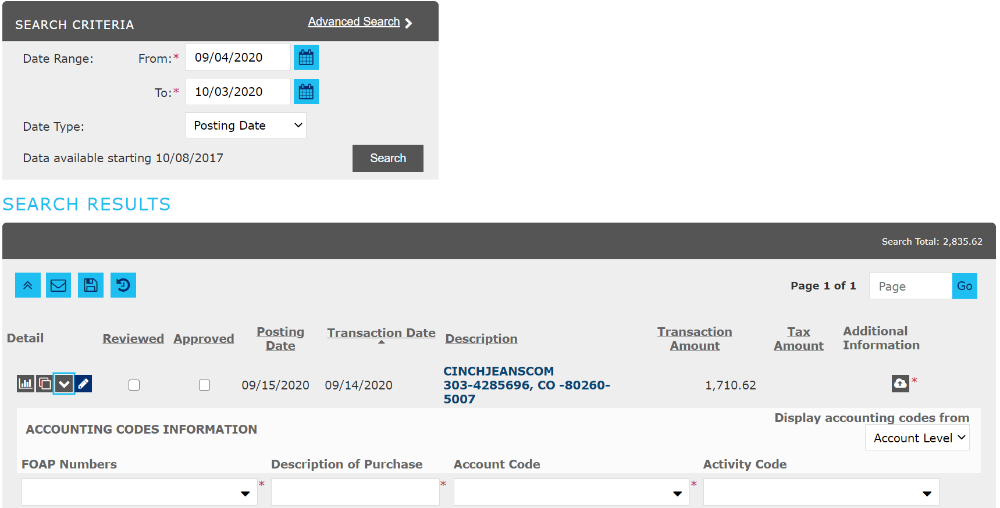 SEARCH CRITERIA
Advanced Search
Date Range: From:* 09/04/2020
To:* 10/03/2020
Date Type: Posting Date
Data available starting 10/08/2017
Search
SEARCH RESULTS
Search Total: 2,835.62
Page 1 of 1 Page Go
Detail Reviewed Approved Posting Date Transaction Date Description Transaction Amount Tax Amount Additional Information
CINCHJEANSCOM
09/15/2020 09/14/2020 303-4285696, CO -80260- 1,710.62 *
5007
Display accounting codes from
ACCOUNTING CODES INFORMATION
Account Level
FOAP Numbers Description of Purchase Account Code Activity Code
* * *